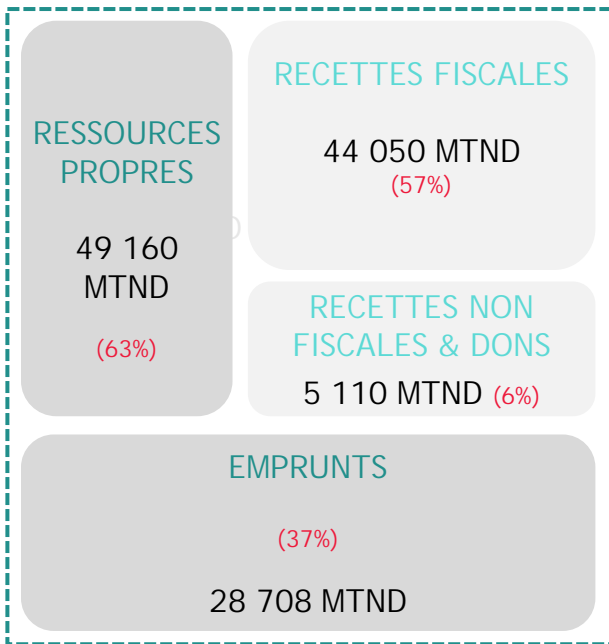 RESSOURCES
PROPRES
49 160
MTND
(63%)
RECETTES FISCALES
44 050 MTND
(57%)
RECETTES NON
FISCALES & DONS
5 110 MTND (6%)
EMPRUNTS
(37%)
28 708 MTND